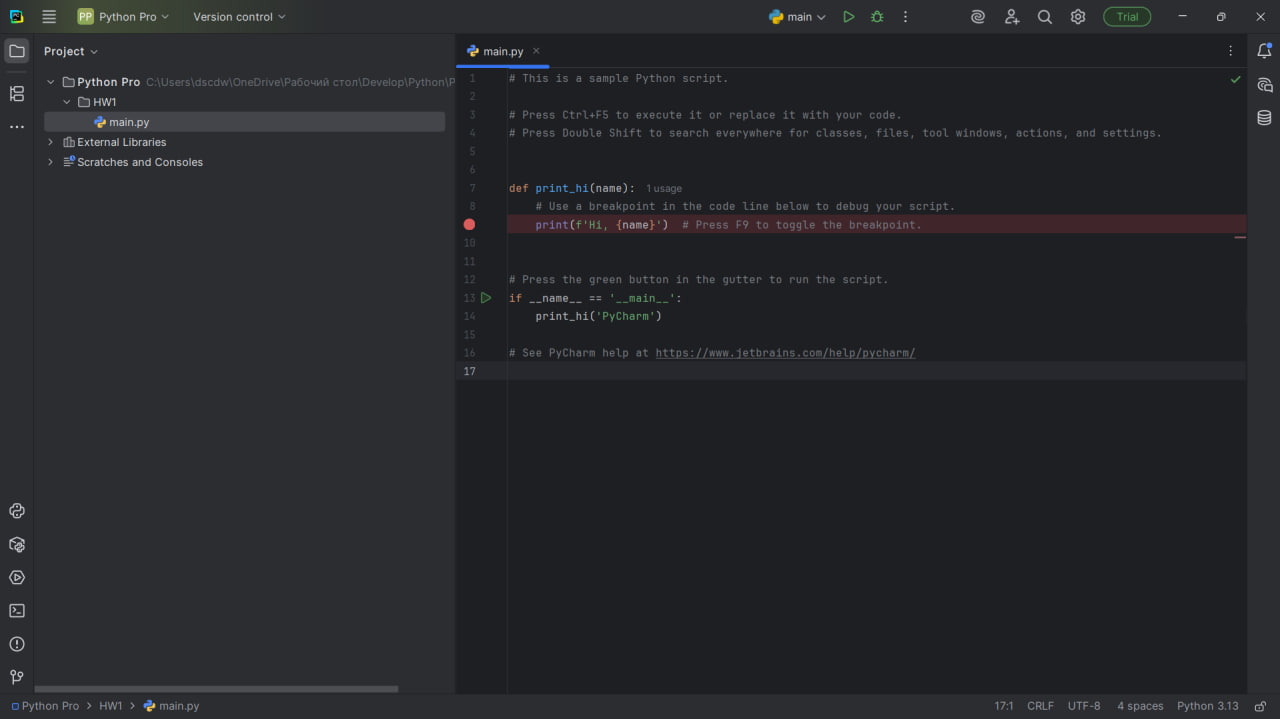 PP Python Pro Version control main Trial
Project
main.py
Python Pro C:\Users\dscdw\OneDrive\Рабочий стол\Develop\Python\P
HW1
main.py
External Libraries
Scratches and Consoles
1 # This is a sample Python script.
2
3 # Press Ctrl+F5 to execute it or replace it with your code.
4 # Press Double Shift to search everywhere for classes, files, tool windows, actions, and settings.
5
6
7 def print_hi(name): 1 usage
8 # Use a breakpoint in the code line below to debug your script.
print(f'Hi, {name}') # Press F9 to toggle the breakpoint.
10
11
12 # Press the green button in the gutter to run the script.
13 if __name__ == '__main__':
14 print_hi('PyCharm')
15
16 # See PyCharm help at https://www.jetbrains.com/help/pycharm/
17
Python Pro HW1 main.py 17:1 CRLF UTF-8 4 spaces Python 3.13